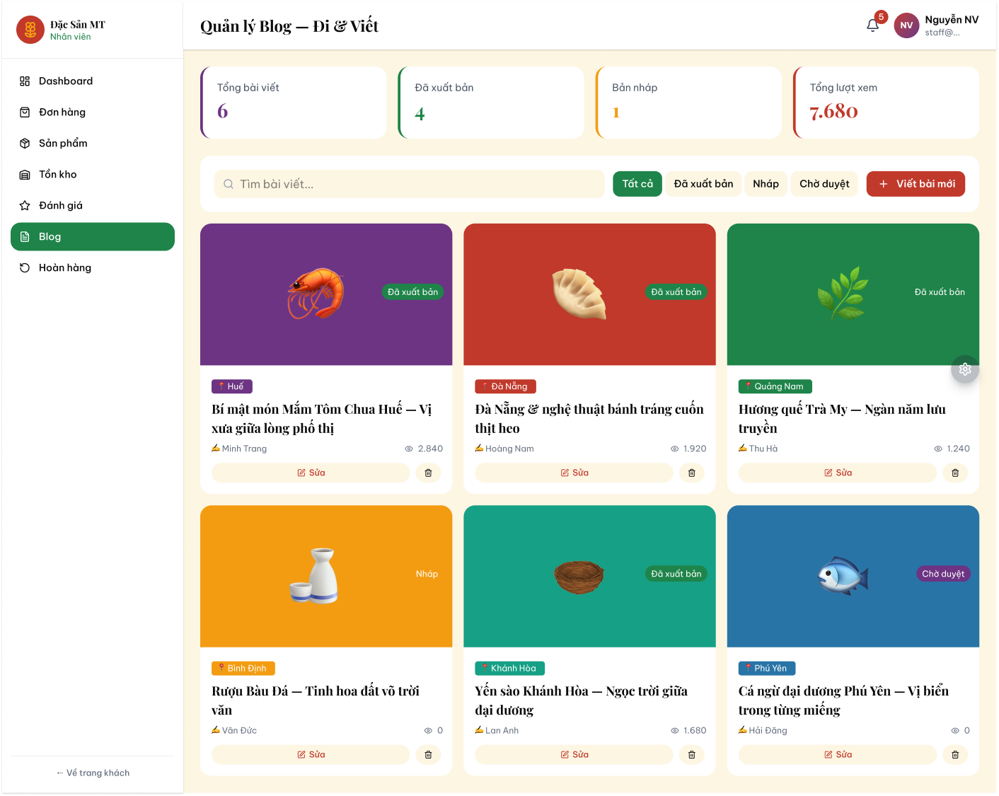 Đặc Sản MT
Nhân viên
Dashboard
Đơn hàng
Sản phẩm
Tồn kho
Đánh giá
Blog
Hoàn hàng
← Về trang khách
Quản lý Blog — Đi & Viết
5
NV
Nguyễn NV
staff@...
Tổng bài viết
6
Đã xuất bản
4
Bản nháp
1
Tổng lượt xem
7.680
Tìm bài viết...
Tất cả
Đã xuất bản
Nháp
Chờ duyệt
+ Viết bài mới
Đã xuất bản
Huế
Bí mật món Mắm Tôm Chua Huế — Vị
xưa giữa lòng phố thị
Minh Trang
2.840
Sửa
Đã xuất bản
Đà Nẵng
Đà Nẵng & nghệ thuật bánh tráng cuốn
thịt heo
Hoàng Nam
1.920
Sửa
Đã xuất bản
Quảng Nam
Hương quế Trà My — Ngàn năm lưu
truyền
Thu Hà
1.240
Sửa
Nháp
Bình Định
Rượu Bàu Đá — Tinh hoa đất võ trời
văn
Văn Đức
0
Sửa
Đã xuất bản
Khánh Hòa
Yến sào Khánh Hòa — Ngọc trời giữa
đại dương
Lan Anh
1.680
Sửa
Chờ duyệt
Phú Yên
Cá ngừ đại dương Phú Yên — Vị biển
trong từng miếng
Hải Đăng
0
Sửa